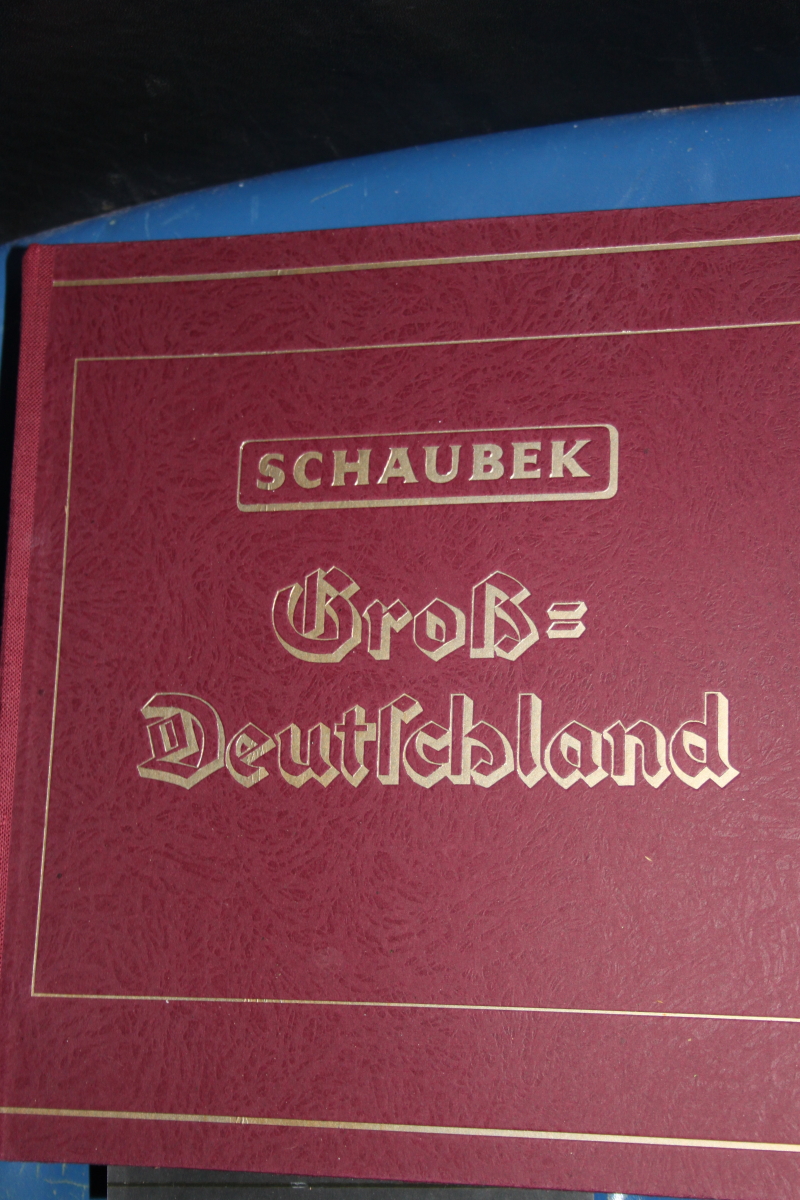 SCHAUBEK
Groß=
Deutſchland